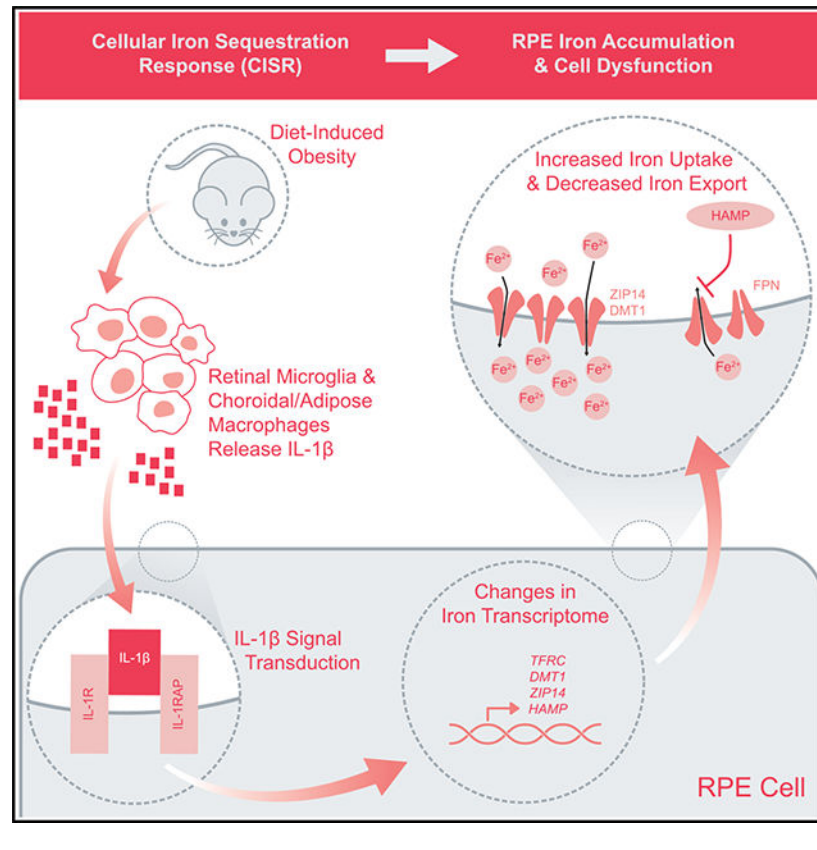 Cellular Iron Sequestration
Response (CISR)
RPE Iron Accumulation
& Cell Dysfunction
Diet-Induced
Obesity
Retinal Microglia &
Choroidal/Adipose
Macrophages
Release IL-1β
IL-1β
IL-1R
IL-1RAP
IL-1β Signal
Transduction
Changes in
Iron Transcriptome
TFRC
DMT1
ZIP14
HAMP
Increased Iron Uptake
& Decreased Iron Export
HAMP
Fe²⁺
Fe²⁺
Fe²⁺
ZIP14
DMT1
FPN
Fe²⁺
Fe²⁺
Fe²⁺
Fe²⁺
Fe²⁺
Fe²⁺
Fe²⁺
RPE Cell